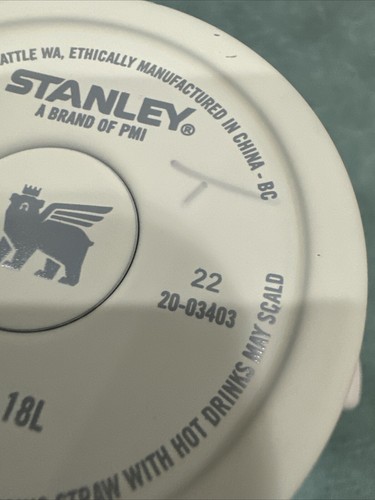 WA, ETHICALLY MANUFACTURED IN CHINA - BC
STANLEY®
A BRAND OF PMI
22
20-03403
18L
STRAW WITH HOT DRINKS MAY SCALD